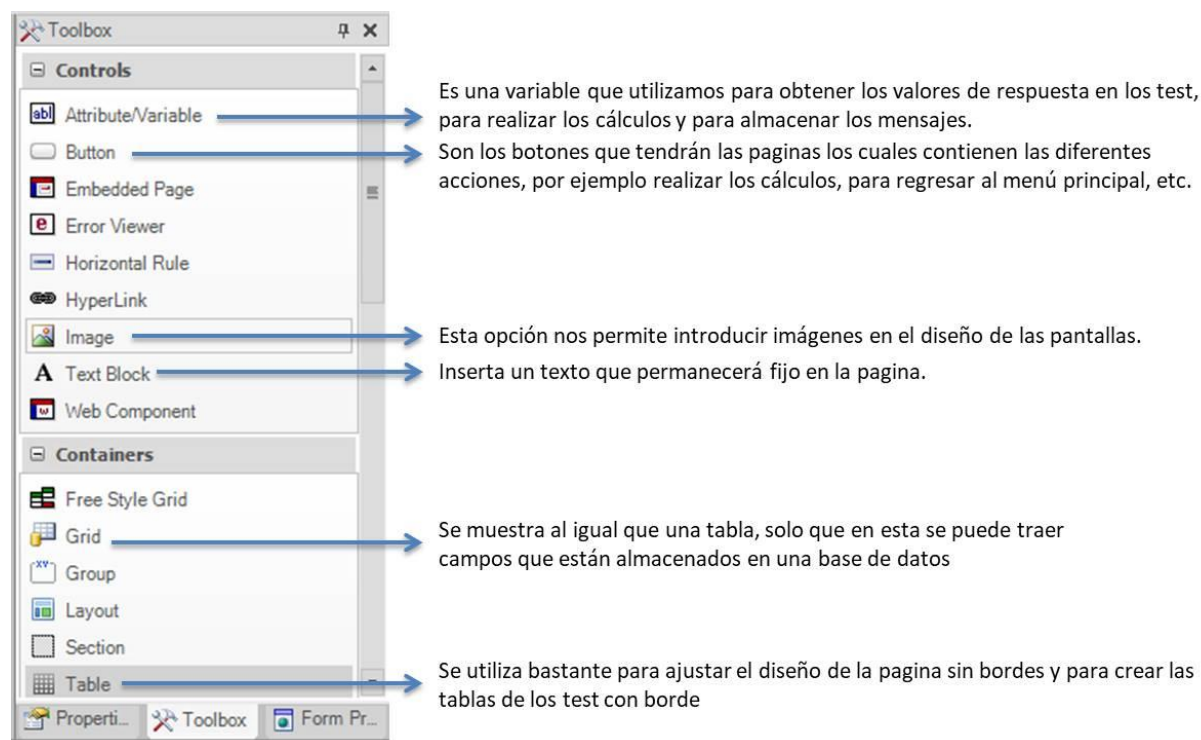 Toolbox
Controls
Attribute/Variable
Es una variable que utilizamos para obtener los valores de respuesta en los test,
para realizar los cálculos y para almacenar los mensajes.
Button
Son los botones que tendrán las paginas los cuales contienen las diferentes
acciones, por ejemplo realizar los cálculos, para regresar al menú principal, etc.
Embedded Page
Error Viewer
Horizontal Rule
HyperLink
Image
Esta opción nos permite introducir imágenes en el diseño de las pantallas.
Text Block
Inserta un texto que permanecerá fijo en la pagina.
Web Component
Containers
Free Style Grid
Grid
Se muestra al igual que una tabla, solo que en esta se puede traer
campos que están almacenados en una base de datos
Group
Layout
Section
Table
Se utiliza bastante para ajustar el diseño de la pagina sin bordes y para crear las
tablas de los test con borde
Properti... Toolbox Form Pr...